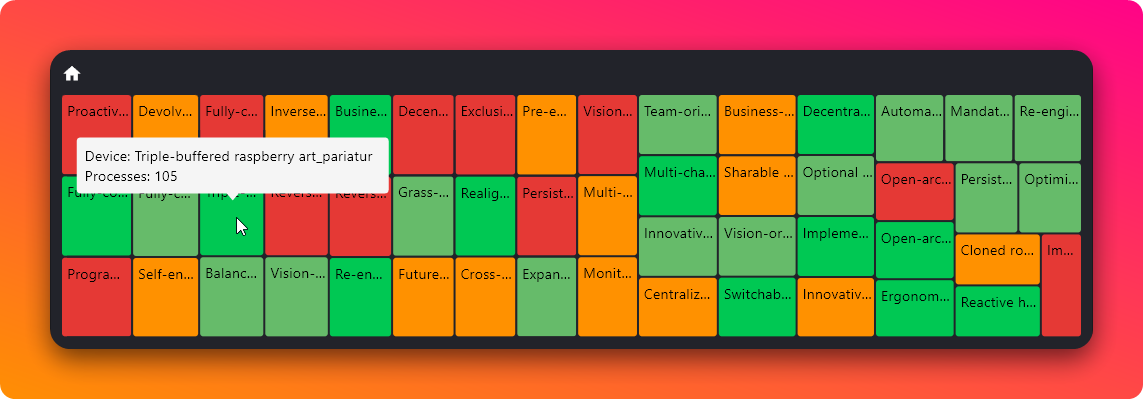 Proactiv...
Devolv...
Fully-c...
Inverse...
Busine...
Decen...
Exclusi...
Pre-e...
Vision...
Team-ori...
Business-...
Decentra...
Automa...
Mandat...
Re-engi...
Device: Triple-buffered raspberry art_pariatur
Processes: 105
Multi-cha...
Sharable ...
Optional ...
Open-arc...
Persist...
Optimi...
Fully-co...
Fully-c...
Triple-...
Revers...
Revers...
Grass-...
Realig...
Persist...
Multi-...
Innovativ...
Vision-or...
Impleme...
Open-arc...
Cloned ro...
Im...
Progra...
Self-en...
Balanc...
Vision-...
Re-en...
Future...
Cross-...
Expan...
Monit...
Centraliz...
Switchab...
Innovativ...
Ergonom...
Reactive h...